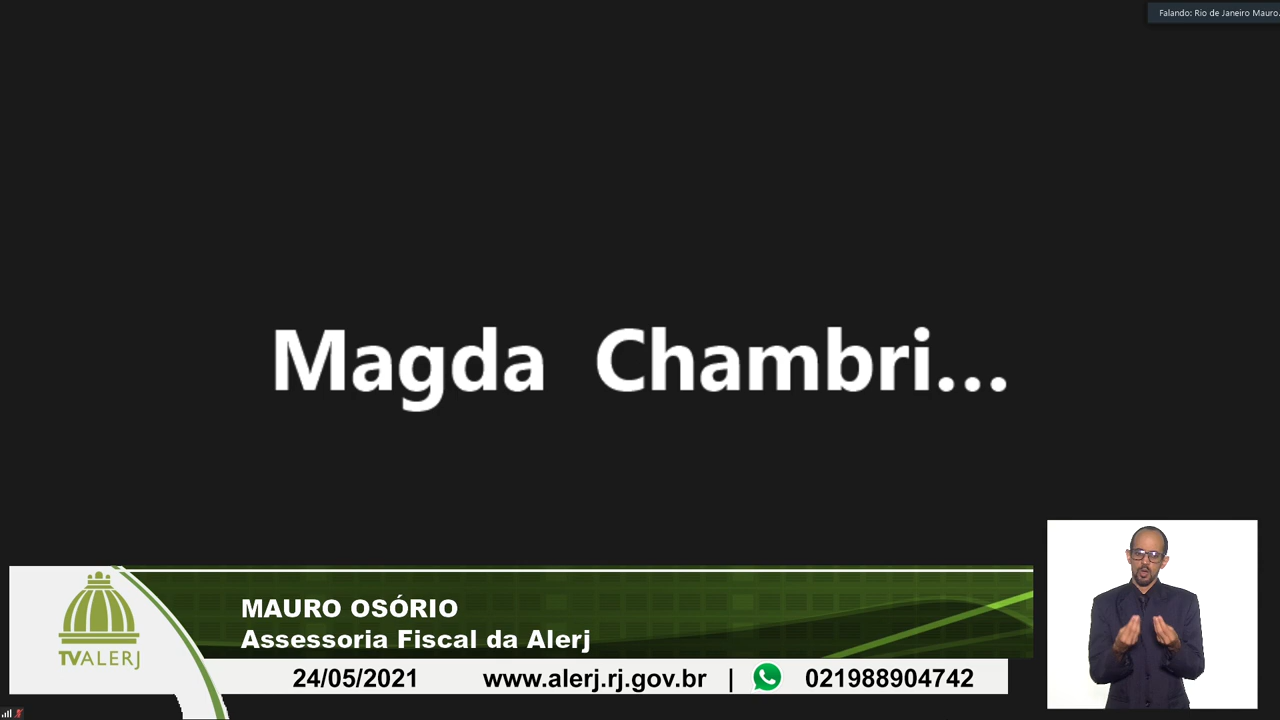 Falando: Rio de Janeiro Mauro.
Magda Chambri...
MAURO OSÓRIO
Assessoria Fiscal da Alerj
TVALERJ
24/05/2021 www.alerj.rj.gov.br | 021988904742